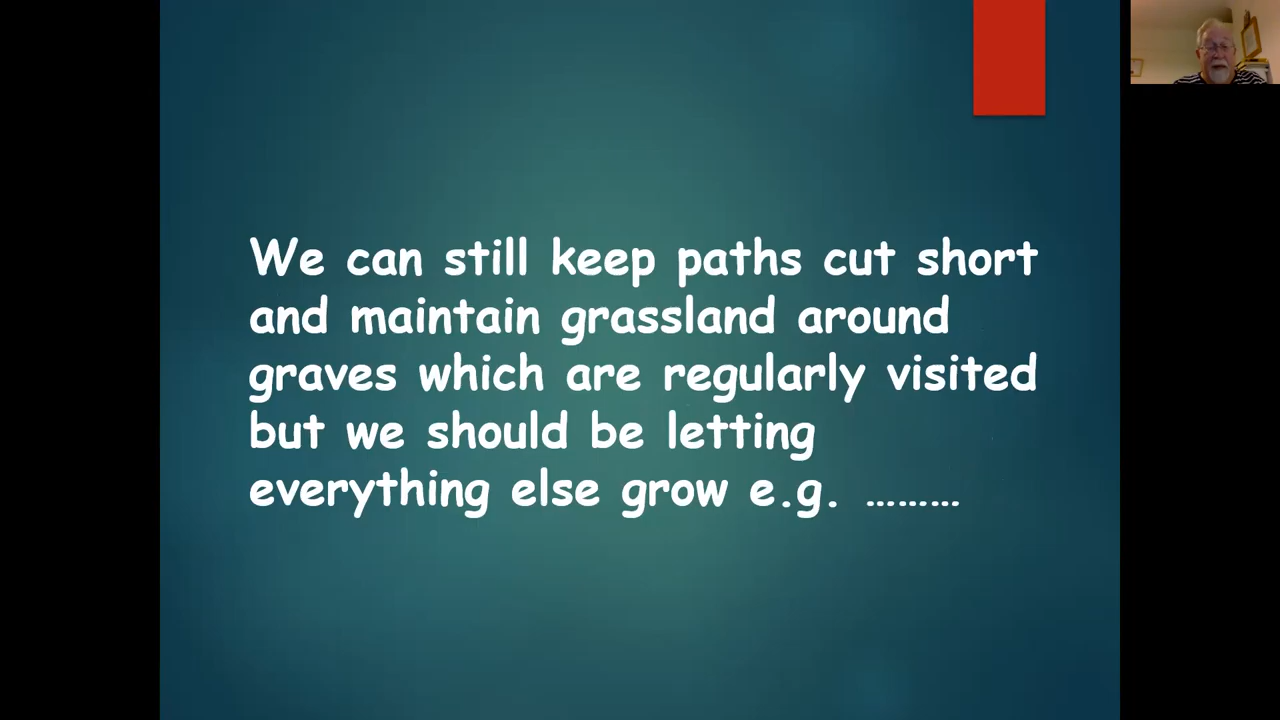 We can still keep paths cut short
and maintain grassland around
graves which are regularly visited
but we should be letting
everything else grow e.g. ………